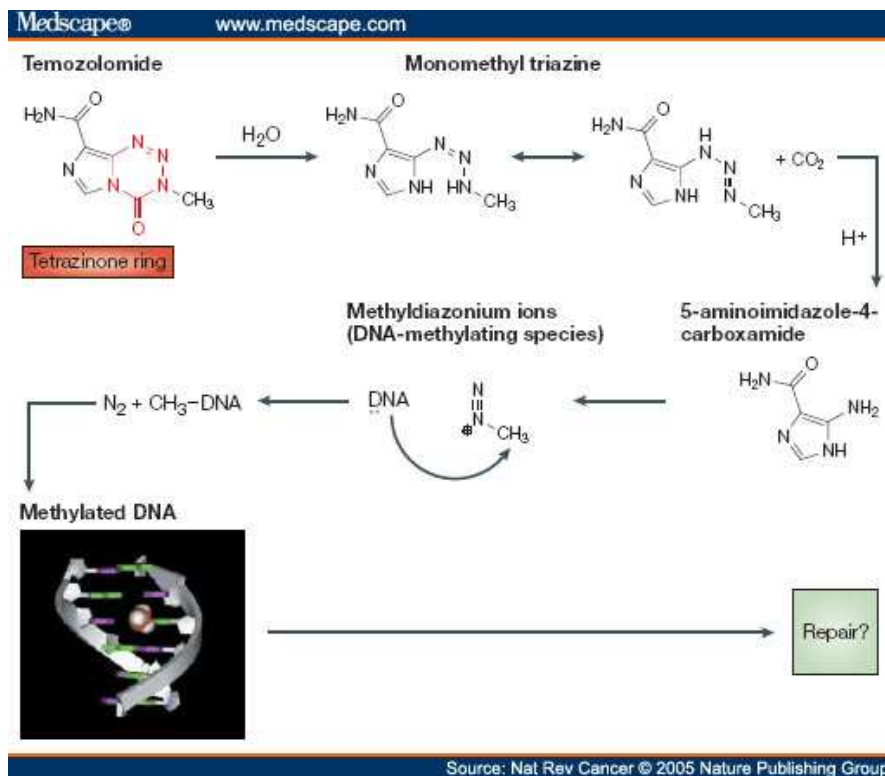 Medscape® www.medscape.com
Temozolomide
Monomethyl triazine
H₂N
O
N
N
N
N
N
CH₃
O
Tetrazinone ring
H₂O
H₂N
O
N
N
N
NH
HN
CH₃
H₂N
O
H
N
N
N
N
NH
CH₃
+ CO₂
H+
Methyldiazonium ions
(DNA-methylating species)
5-aminoimidazole-4-
carboxamide
N₂ + CH₃–DNA
DNA
N
N
⊕
CH₃
H₂N
O
NH₂
N
NH
Methylated DNA
Repair?
Source: Nat Rev Cancer © 2005 Nature Publishing Group